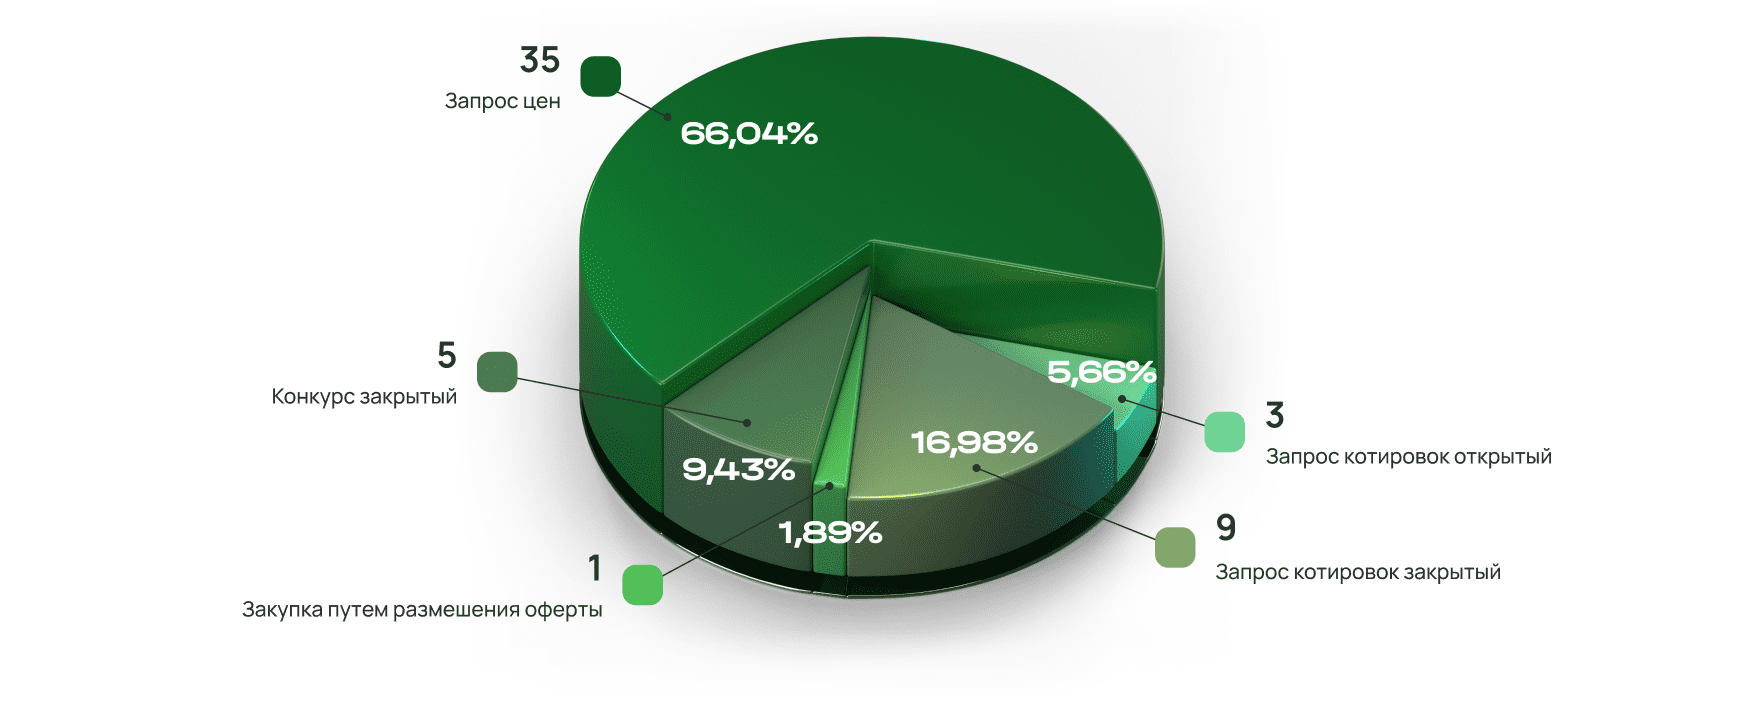 35
Запрос цен
66,04%
5
Конкурс закрытый
9,43%
1
Закупка путем размешения оферты
1,89%
16,98%
9
Запрос котировок закрытый
5,66%
3
Запрос котировок открытый